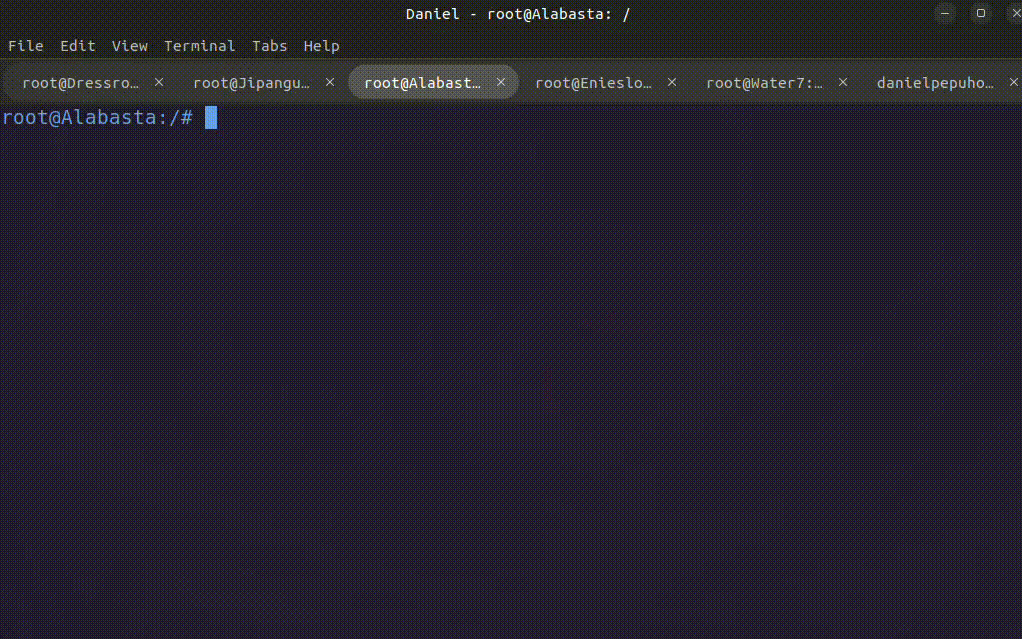 Daniel - root@Alabasta: /
File Edit View Terminal Tabs Help
root@Dressro… × root@Jipangu… × root@Alabast… × root@Enieslo… × root@Water7:… × danielpepuho… ×
root@Alabasta:/#